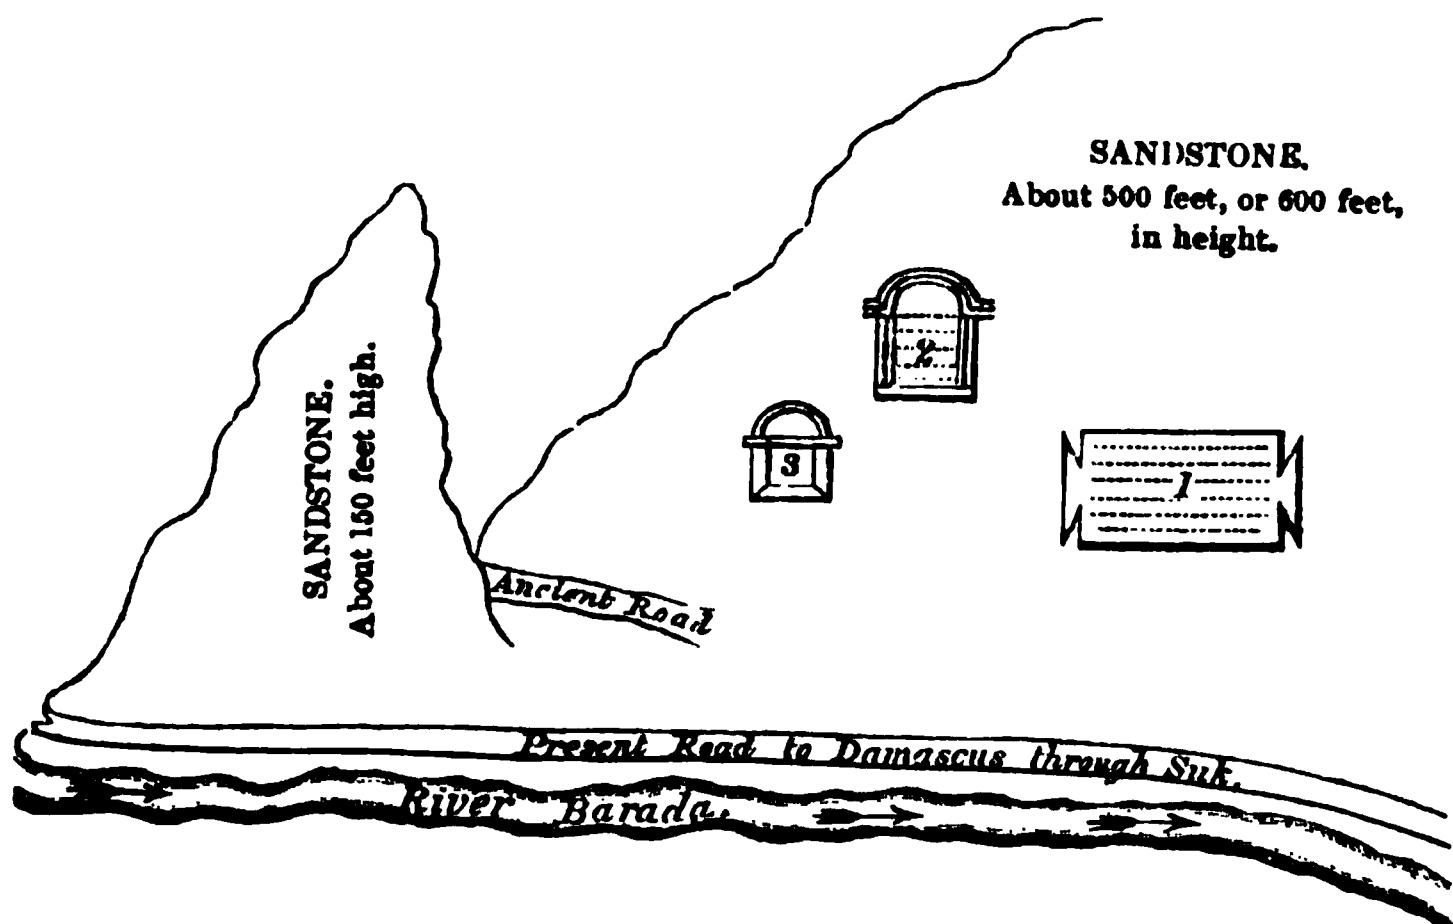 SANDSTONE.
About 500 feet, or 600 feet,
in height.
SANDSTONE.
About 150 feet high.
2
3
1
Ancient Road
Present Road to Damascus through Suk.
River Barada.